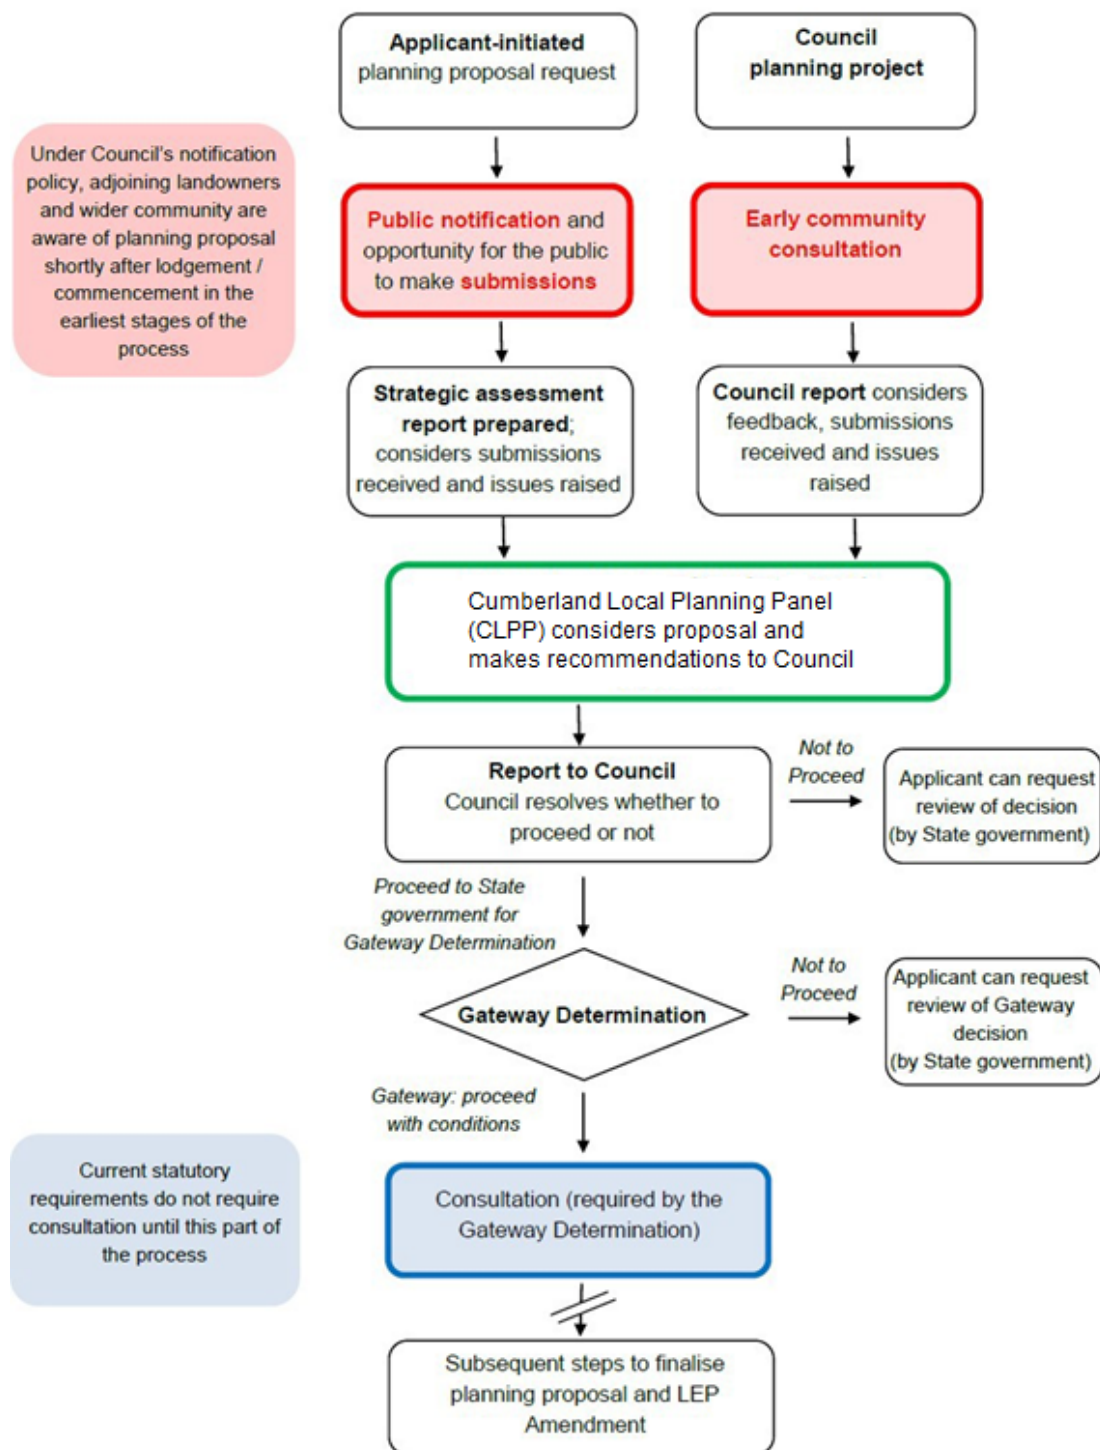 Applicant-initiated
planning proposal request
Council
planning project
Under Council's notification
policy, adjoining landowners
and wider community are
aware of planning proposal
shortly after lodgement /
commencement in the
earliest stages of the
process
Public notification and
opportunity for the public
to make submissions
Early community
consultation
Strategic assessment
report prepared;
considers submissions
received and issues raised
Council report considers
feedback, submissions
received and issues
raised
Cumberland Local Planning Panel
(CLPP) considers proposal and
makes recommendations to Council
Report to Council
Council resolves whether to
proceed or not
Not to
Proceed
Applicant can request
review of decision
(by State government)
Proceed to State
government for
Gateway Determination
Gateway Determination
Not to
Proceed
Applicant can request
review of Gateway
decision
(by State government)
Gateway: proceed
with conditions
Current statutory
requirements do not require
consultation until this part of
the process
Consultation (required by the
Gateway Determination)
Subsequent steps to finalise
planning proposal and LEP
Amendment